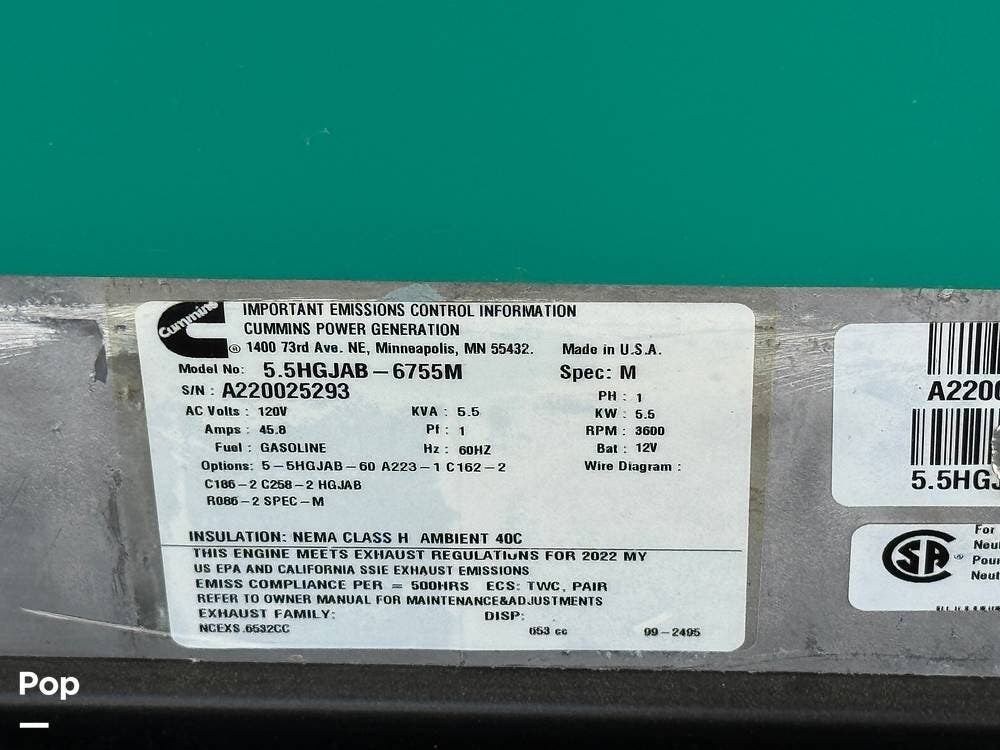 Cummins
IMPORTANT EMISSIONS CONTROL INFORMATION
CUMMINS POWER GENERATION
® 1400 73rd Ave. NE, Minneapolis, MN 55432. Made in U.S.A.
Model No: 5.5HGJAB-6755M Spec: M
S/N : A220025293 PH : 1
AC Volts : 120V KVA : 5.5 KW : 5.5
Amps : 45.8 Pf : 1 RPM : 3600
Fuel : GASOLINE Hz : 60HZ Bat : 12V
Options: 5-5HGJAB-60 A223-1 C162-2 Wire Diagram :
C186-2 C258-2 HGJAB
R086-2 SPEC-M
INSULATION: NEMA CLASS H AMBIENT 40C
THIS ENGINE MEETS EXHAUST REGULATIONS FOR 2022 MY
US EPA AND CALIFORNIA SSIE EXHAUST EMISSIONS
EMISS COMPLIANCE PER = 500HRS ECS: TWC, PAIR
REFER TO OWNER MANUAL FOR MAINTENANCE&ADJUSTMENTS
EXHAUST FAMILY: DISP:
NCEXS.6532CC 653 cc 99-2495
A220
5.5HGJ
SA ®
For
Neu
Pou
Neut
Pop